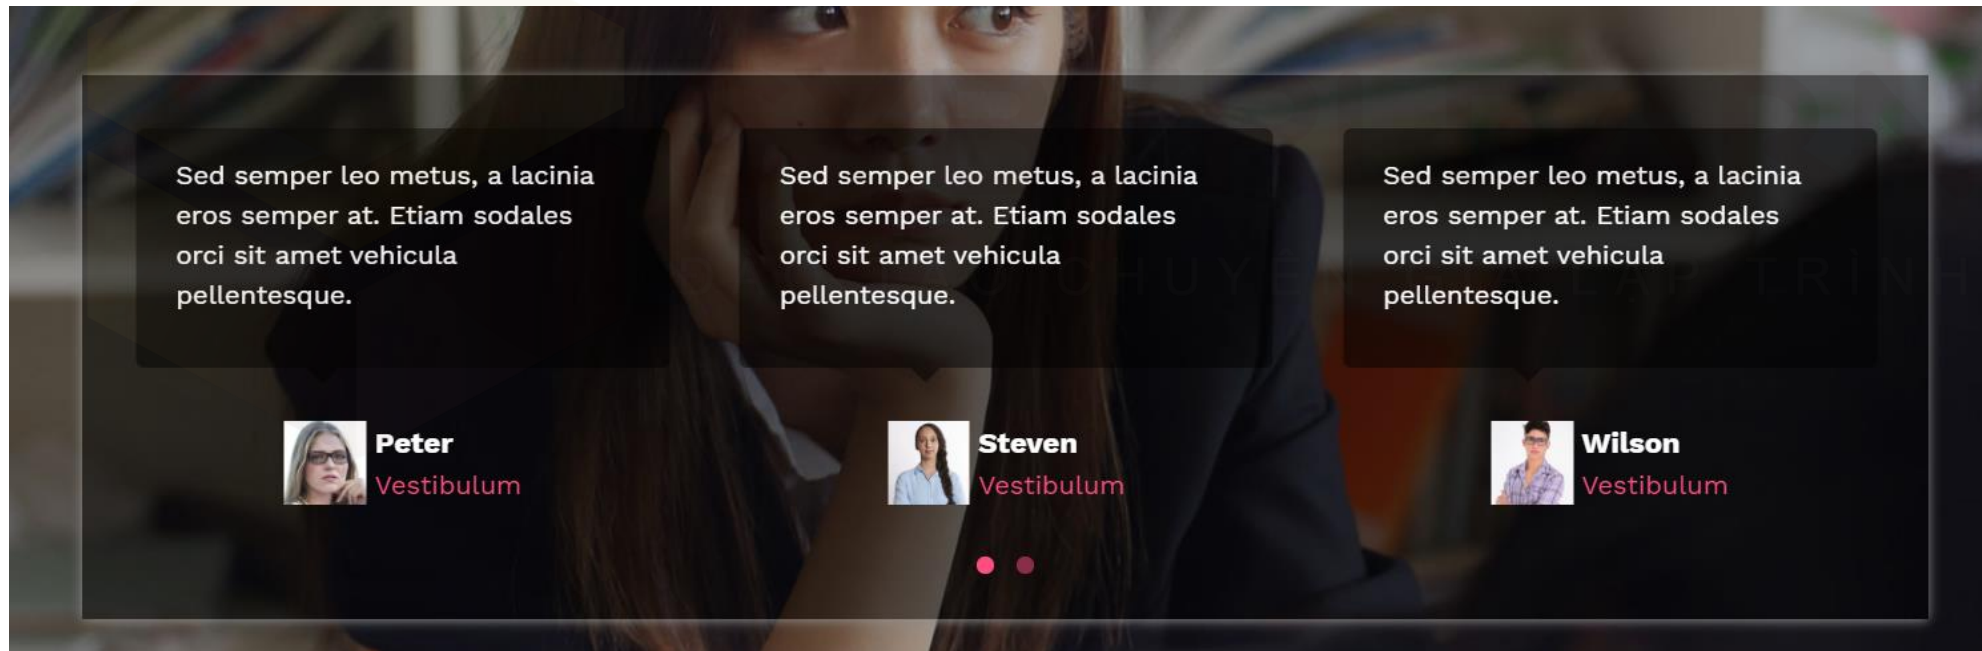 Sed semper leo metus, a lacinia
eros semper at. Etiam sodales
orci sit amet vehicula
pellentesque.
Peter
Vestibulum
Sed semper leo metus, a lacinia
eros semper at. Etiam sodales
orci sit amet vehicula
pellentesque.
Steven
Vestibulum
Sed semper leo metus, a lacinia
eros semper at. Etiam sodales
orci sit amet vehicula
pellentesque.
Wilson
Vestibulum
TRÌNH